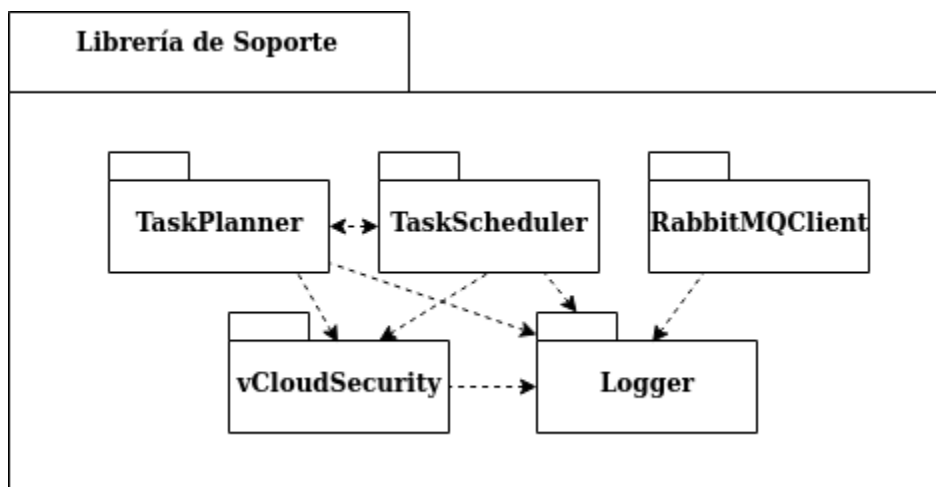 Librería de Soporte
TaskPlanner
TaskScheduler
RabbitMQClient
vCloudSecurity
Logger